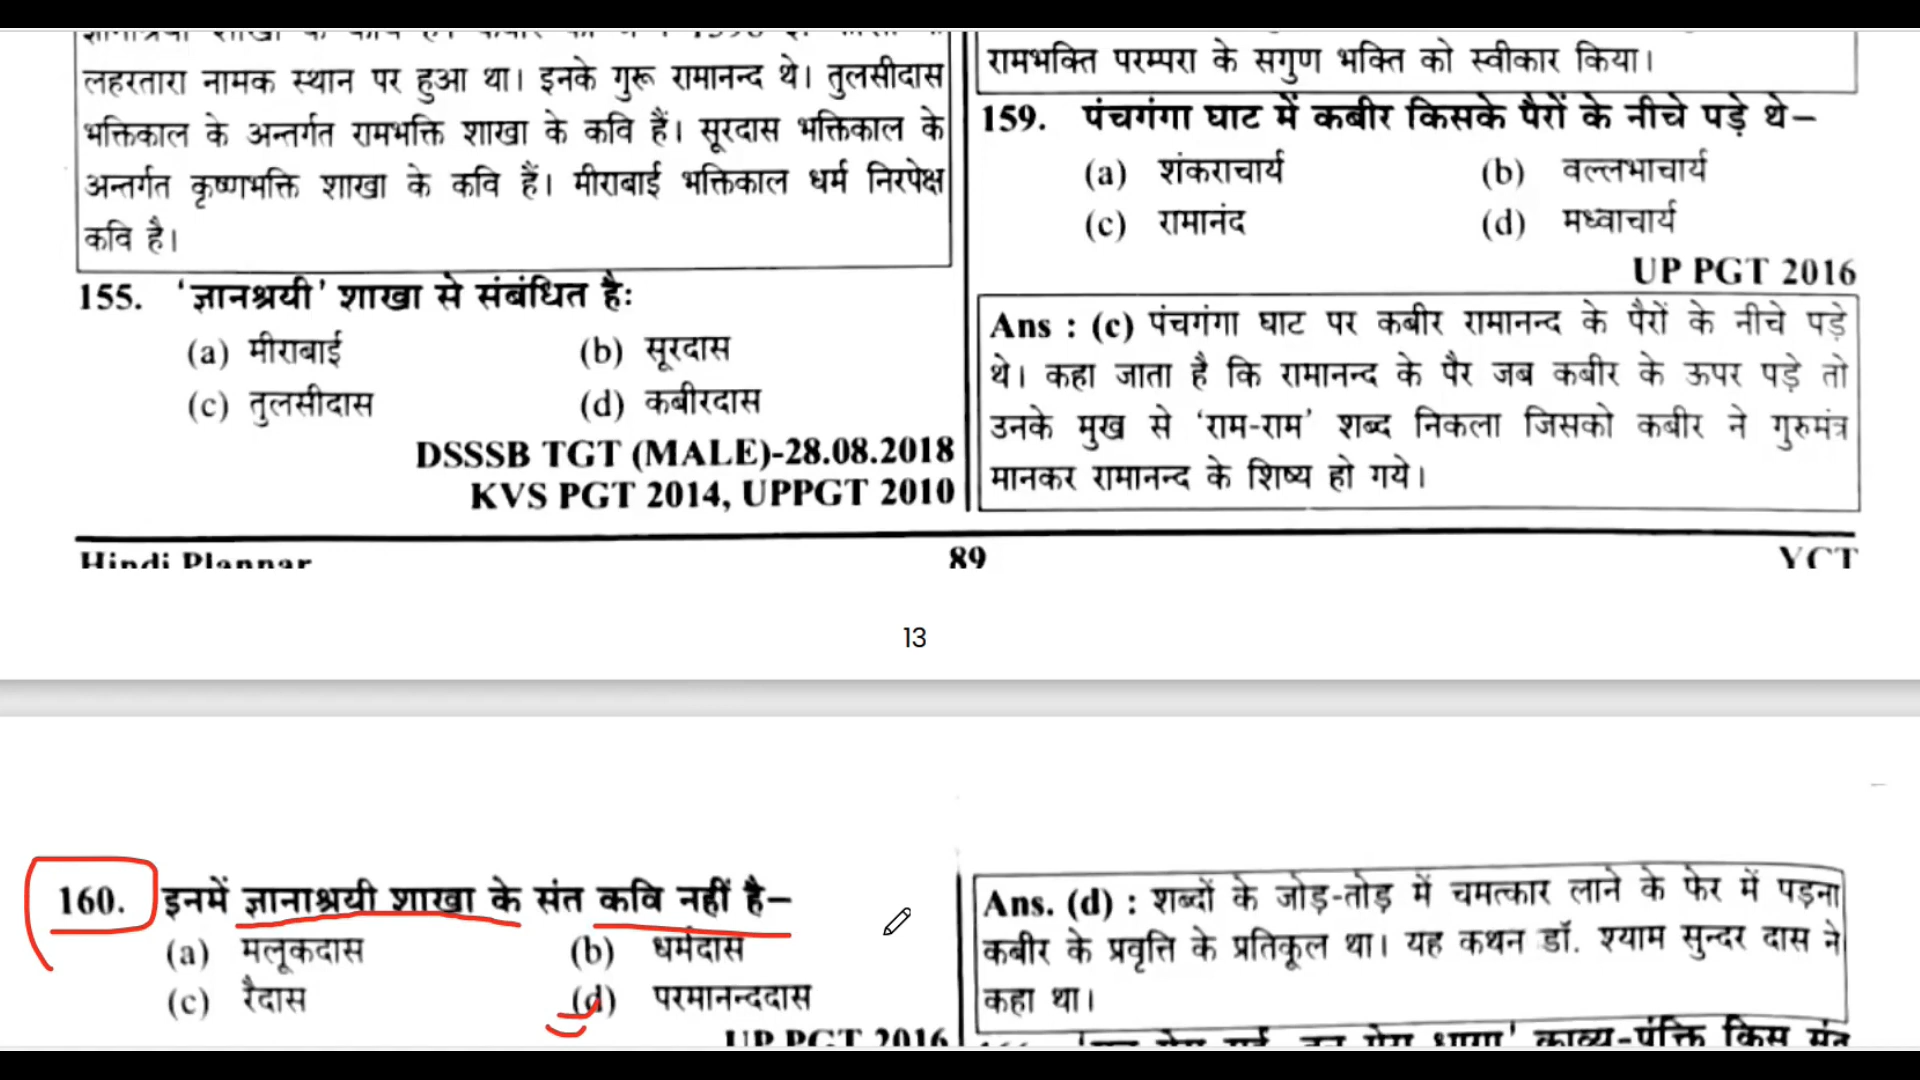 लहरतारा नामक स्थान पर हुआ था। इनके गुरू रामानन्द थे। तुलसीदास
भक्तिकाल के अन्तर्गत रामभक्ति शाखा के कवि हैं। सूरदास भक्तिकाल के
अन्तर्गत कृष्णभक्ति शाखा के कवि हैं। मीराबाई भक्तिकाल धर्म निरपेक्ष
कवि है।
155. 'ज्ञानश्रयी' शाखा से संबंधित है:
(a) मीराबाई (b) सूरदास
(c) तुलसीदास (d) कबीरदास
DSSSB TGT (MALE)-28.08.2018
KVS PGT 2014, UPPGT 2010
रामभक्ति परम्परा के सगुण भक्ति को स्वीकार किया।
159. पंचगंगा घाट में कबीर किसके पैरों के नीचे पड़े थे–
(a) शंकराचार्य (b) वल्लभाचार्य
(c) रामानंद (d) मध्वाचार्य
UP PGT 2016
Ans : (c) पंचगंगा घाट पर कबीर रामानन्द के पैरों के नीचे पड़े
थे। कहा जाता है कि रामानन्द के पैर जब कबीर के ऊपर पड़े तो
उनके मुख से 'राम-राम' शब्द निकला जिसको कबीर ने गुरुमंत्र
मानकर रामानन्द के शिष्य हो गये।
Hindi Plannar 89 YCT
13
160. इनमें ज्ञानाश्रयी शाखा के संत कवि नहीं है–
(a) मलूकदास (b) धर्मदास
(c) रैदास (d) परमानन्ददास
UP PGT 2016
Ans. (d) : शब्दों के जोड़-तोड़ में चमत्कार लाने के फेर में पड़ना
कबीर के प्रवृत्ति के प्रतिकूल था। यह कथन डॉ. श्याम सुन्दर दास ने
कहा था।
काव्य-पंक्ति किस संत